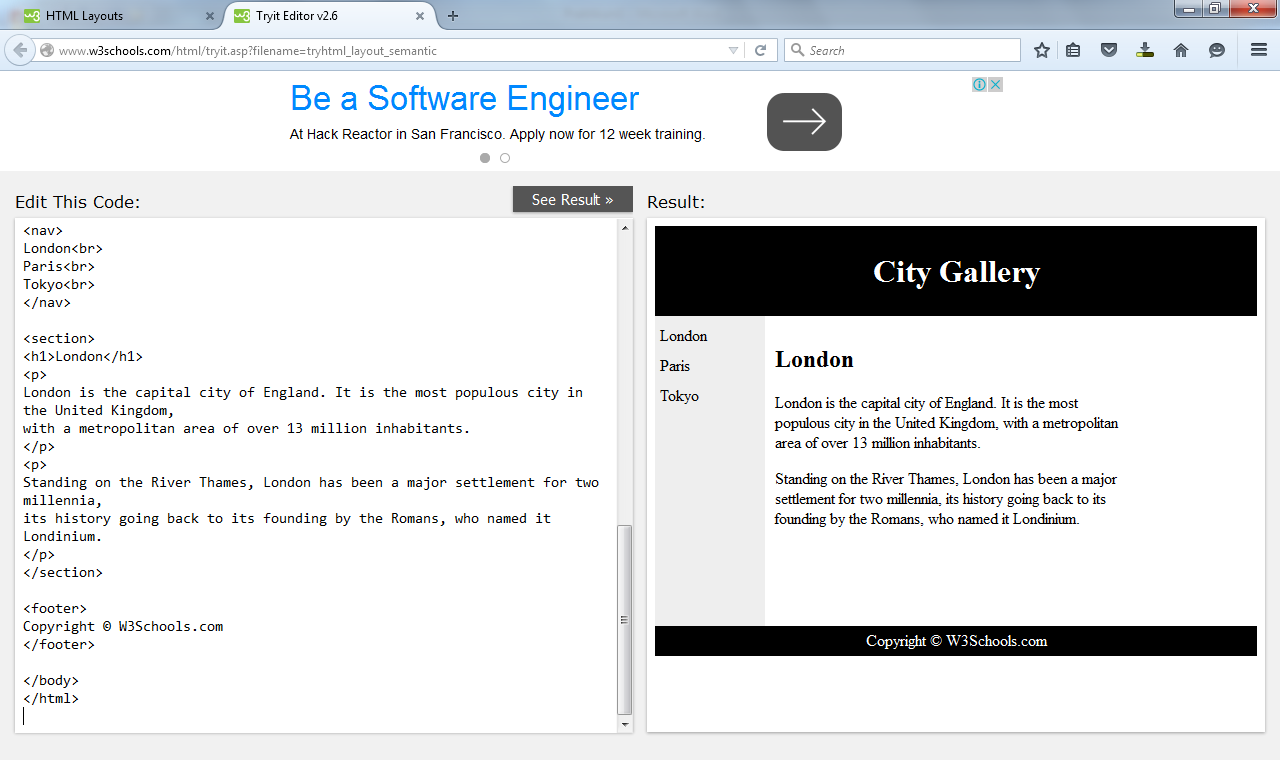 HTML Layouts
Tryit Editor v2.6
www.w3schools.com/html/tryit.asp?filename=tryhtml_layout_semantic
Search
Be a Software Engineer
At Hack Reactor in San Francisco. Apply now for 12 week training.
Edit This Code:
See Result »
<nav>
London<br>
Paris<br>
Tokyo<br>
</nav>
<section>
<h1>London</h1>
<p>
London is the capital city of England. It is the most populous city in
the United Kingdom,
with a metropolitan area of over 13 million inhabitants.
</p>
<p>
Standing on the River Thames, London has been a major settlement for two
millennia,
its history going back to its founding by the Romans, who named it
Londinium.
</p>
</section>
<footer>
Copyright © W3Schools.com
</footer>
</body>
</html>
Result:
City Gallery
London
Paris
Tokyo
London
London is the capital city of England. It is the most
populous city in the United Kingdom, with a metropolitan
area of over 13 million inhabitants.
Standing on the River Thames, London has been a major
settlement for two millennia, its history going back to its
founding by the Romans, who named it Londinium.
Copyright © W3Schools.com